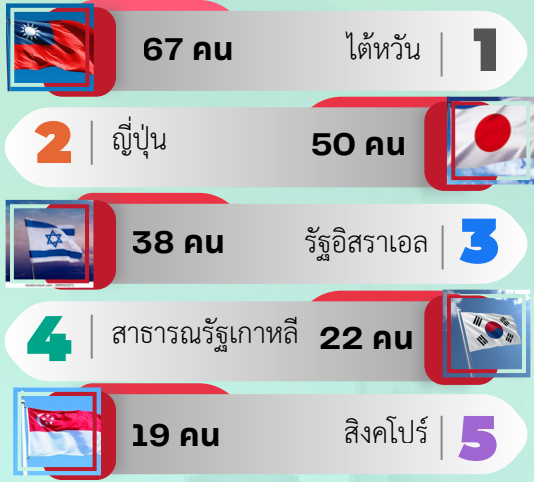 67 คน ไต้หวัน 1
2 ญี่ปุ่น 50 คน
38 คน รัฐอิสราเอล 3
4 สาธารณรัฐเกาหลี 22 คน
19 คน สิงคโปร์ 5